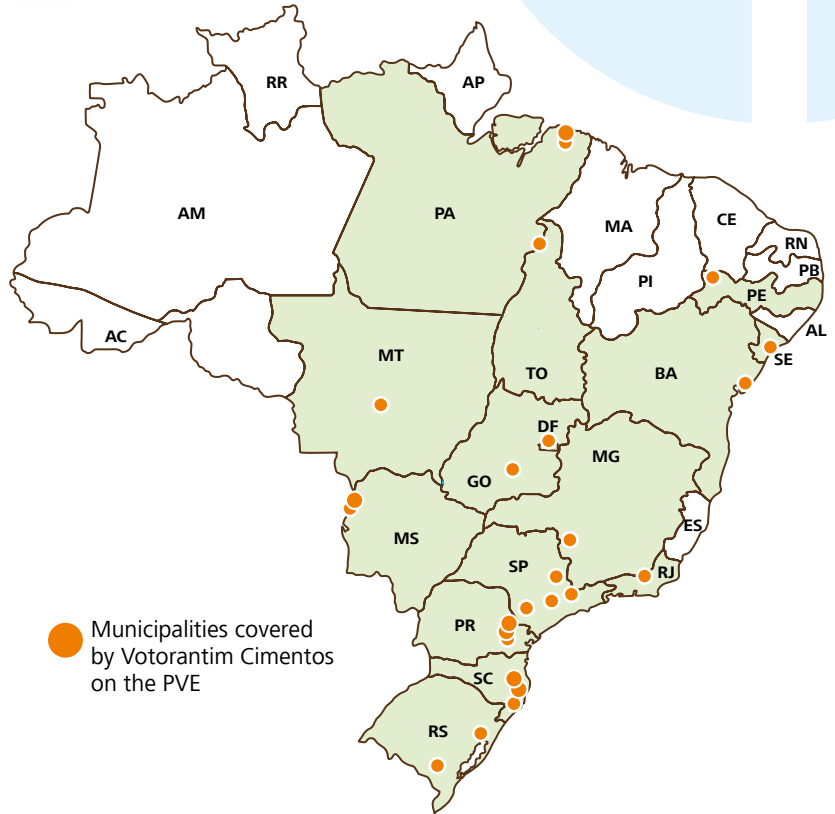 RR
AP
AM
PA
MA
CE
RN
PB
PI
PE
AL
AC
SE
MT
TO
BA
DF
MG
GO
ES
MS
SP
RJ
PR
SC
RS
Municipalities covered
by Votorantim Cimentos
on the PVE